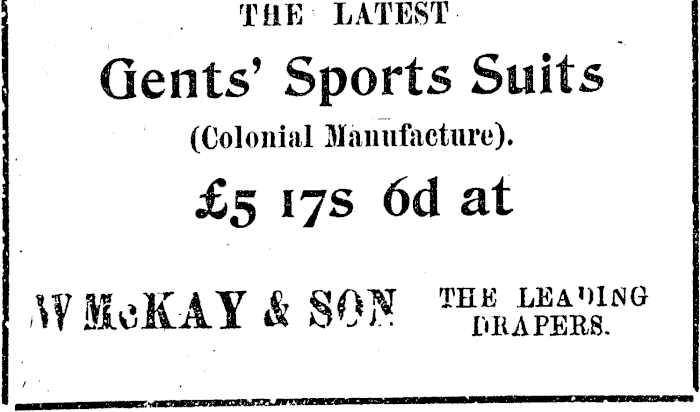 THE LATEST
Gents' Sports Suits
(Colonial Manufacture).
£5 17s 6d at
W McKAY & SON
THE LEADING
DRAPERS.